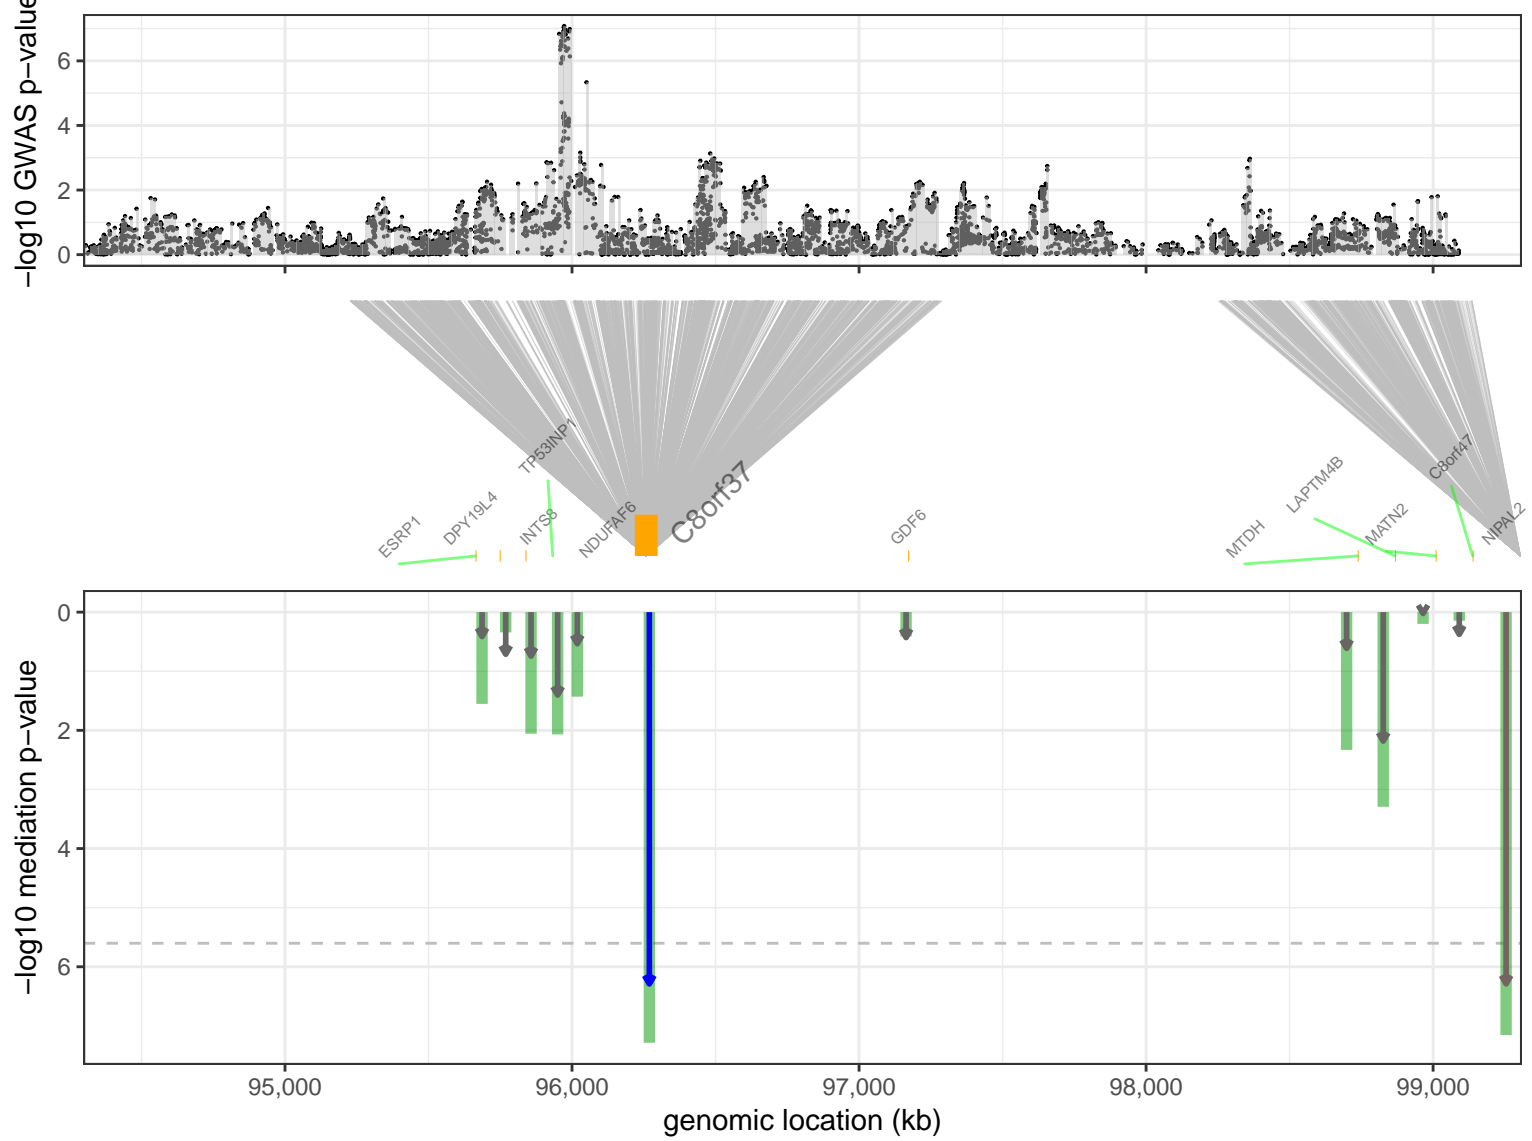 −log10 GWAS p−value
6
4
2
0
TP53INP1
C8orf37
C8orf47
LAPTM4B
DPY19L4
ESRP1
INTS8
NDUFAF6
GDF6
MTDH
MATN2
NIPAL2
−log10 mediation p−value
0
2
4
6
95,000
96,000
97,000
98,000
99,000
genomic location (kb)